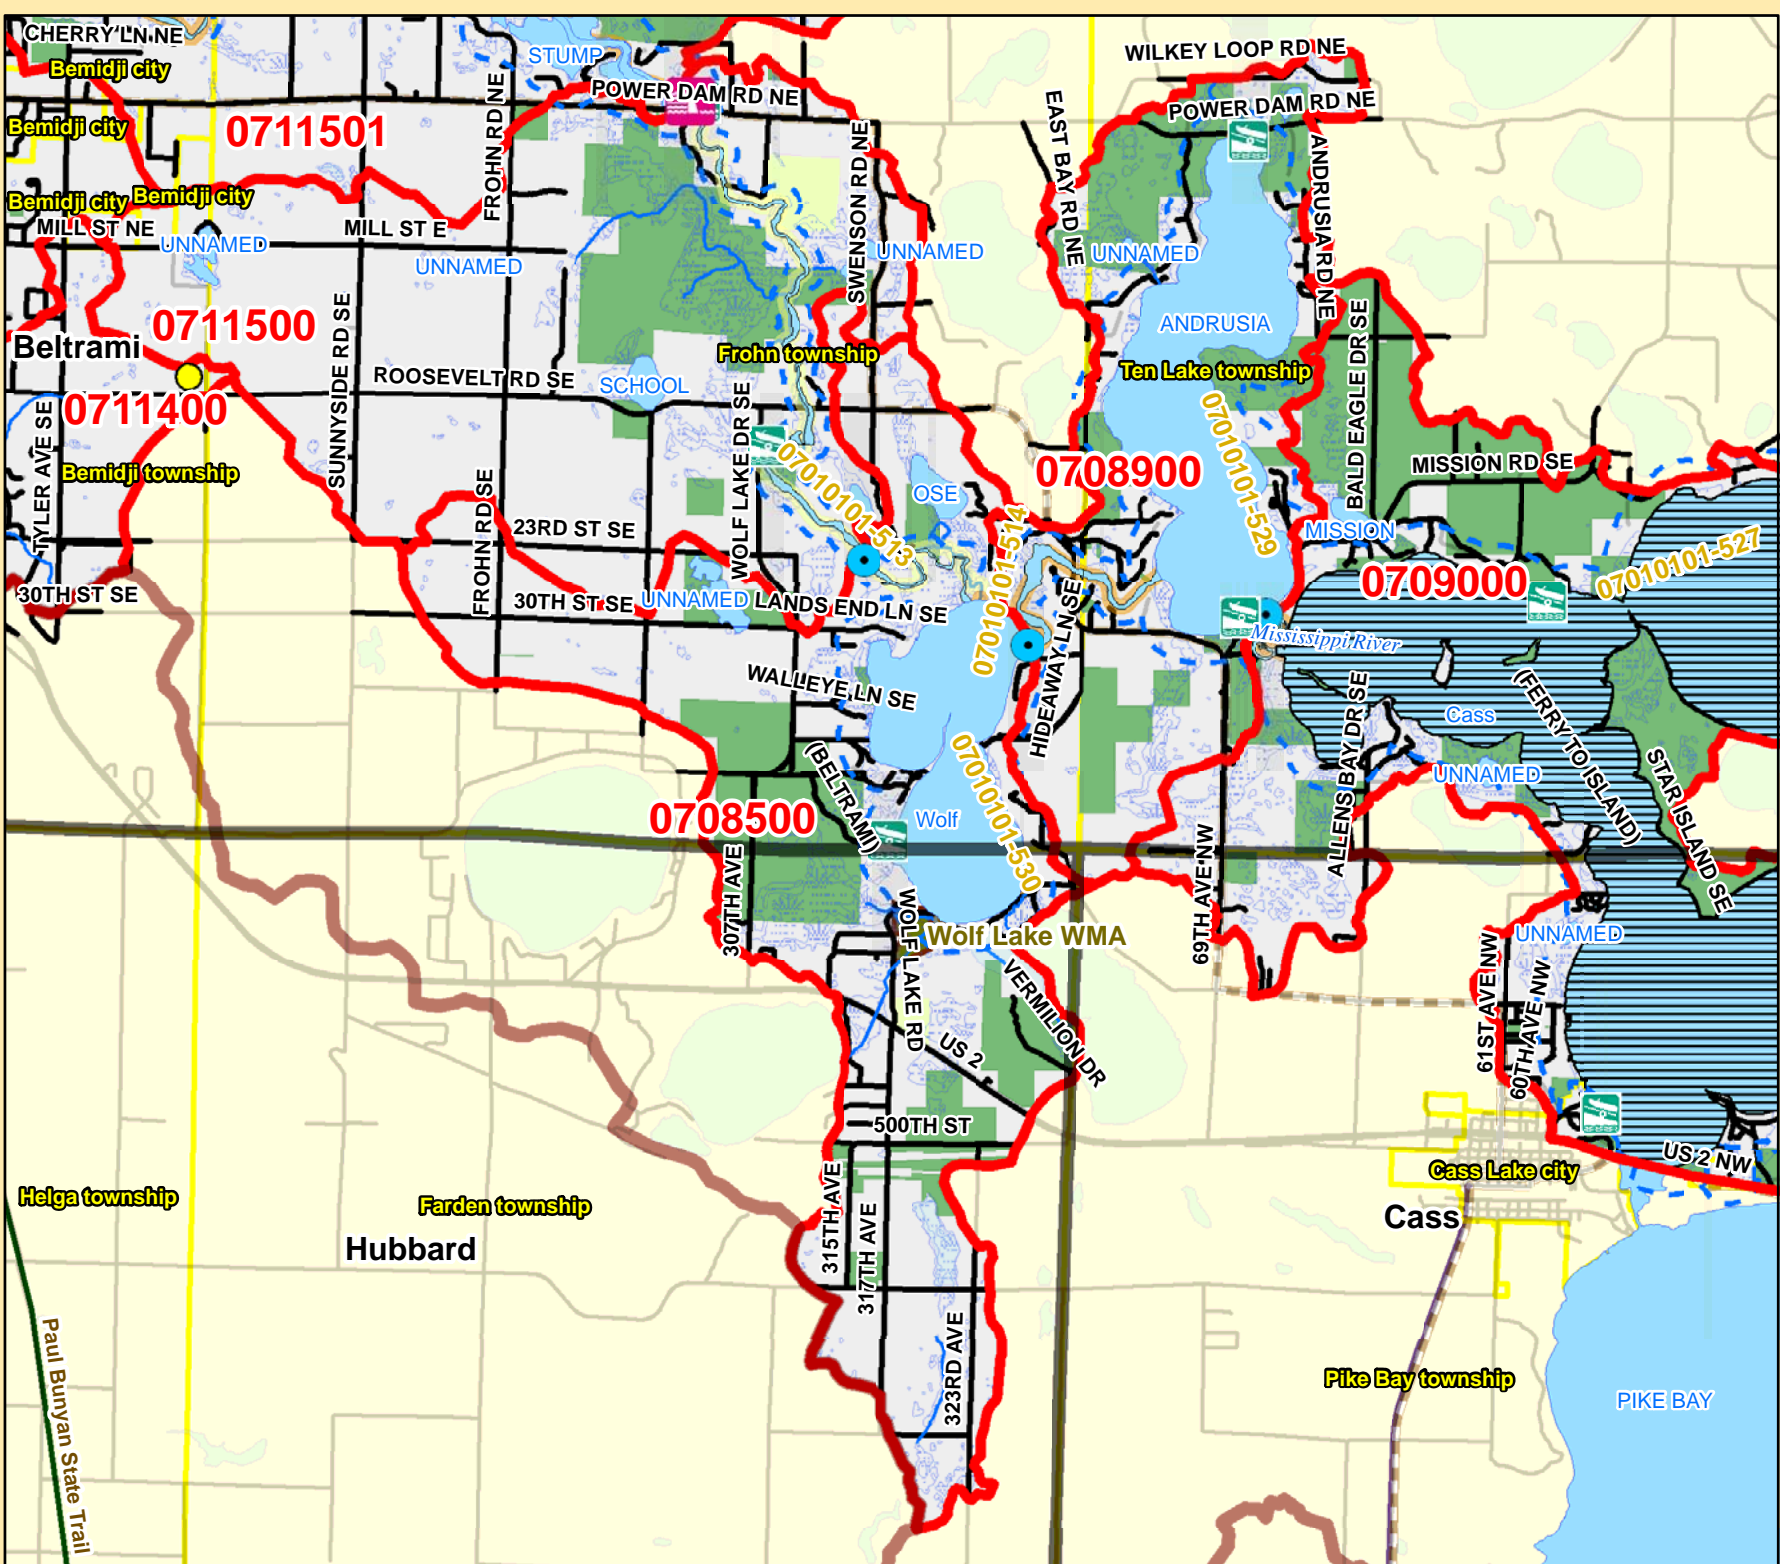 CHERRY LN NE
STUMP
WILKEY LOOP RD NE
Bemidji city
POWER DAM RD NE
POWER DAM RD NE
Bemidji city
0711501
FROHN RD NE
SWENSON RD NE
EAST BAY RD NE
ANDRUSIA RD NE
Bemidji city
Bemidji city
MILL ST NE
UNNAMED
MILL ST E
UNNAMED
UNNAMED
UNNAMED
0711500
Beltrami
SUNNYSIDE RD SE
ROOSEVELT RD SE
SCHOOL
Frohn township
ANDRUSIA
Ten Lake township
BALD EAGLE DR SE
0711400
TYLER AVE SE
Bemidji township
WOLF LAKE DR SE
07010101-513
OSE
0708900
07010101-529
MISSION RD SE
FROHN RD SE
23RD ST SE
07010101-514
MISSION
07010101-527
30TH ST SE
30TH ST SE
UNNAMED
LANDS END LN SE
0709000
HIDEAWAY LN SE
Mississippi River
WALLEYE LN SE
ALLENS BAY DR SE
Cass
(FERRY TO ISLAND)
STAR ISLAND SE
(BELTRAMI)
07010101-530
UNNAMED
0708500
Wolf
307TH AVE
69TH AVE NW
WOLF LAKE RD
Wolf Lake WMA
UNNAMED
VERMILION DR
61ST AVE NW
60TH AVE NW
US 2
500TH ST
US 2 NW
Cass Lake city
315TH AVE
Helga township
Farden township
317TH AVE
Cass
Hubbard
323RD AVE
Paul Bunyan State Trail
Pike Bay township
PIKE BAY